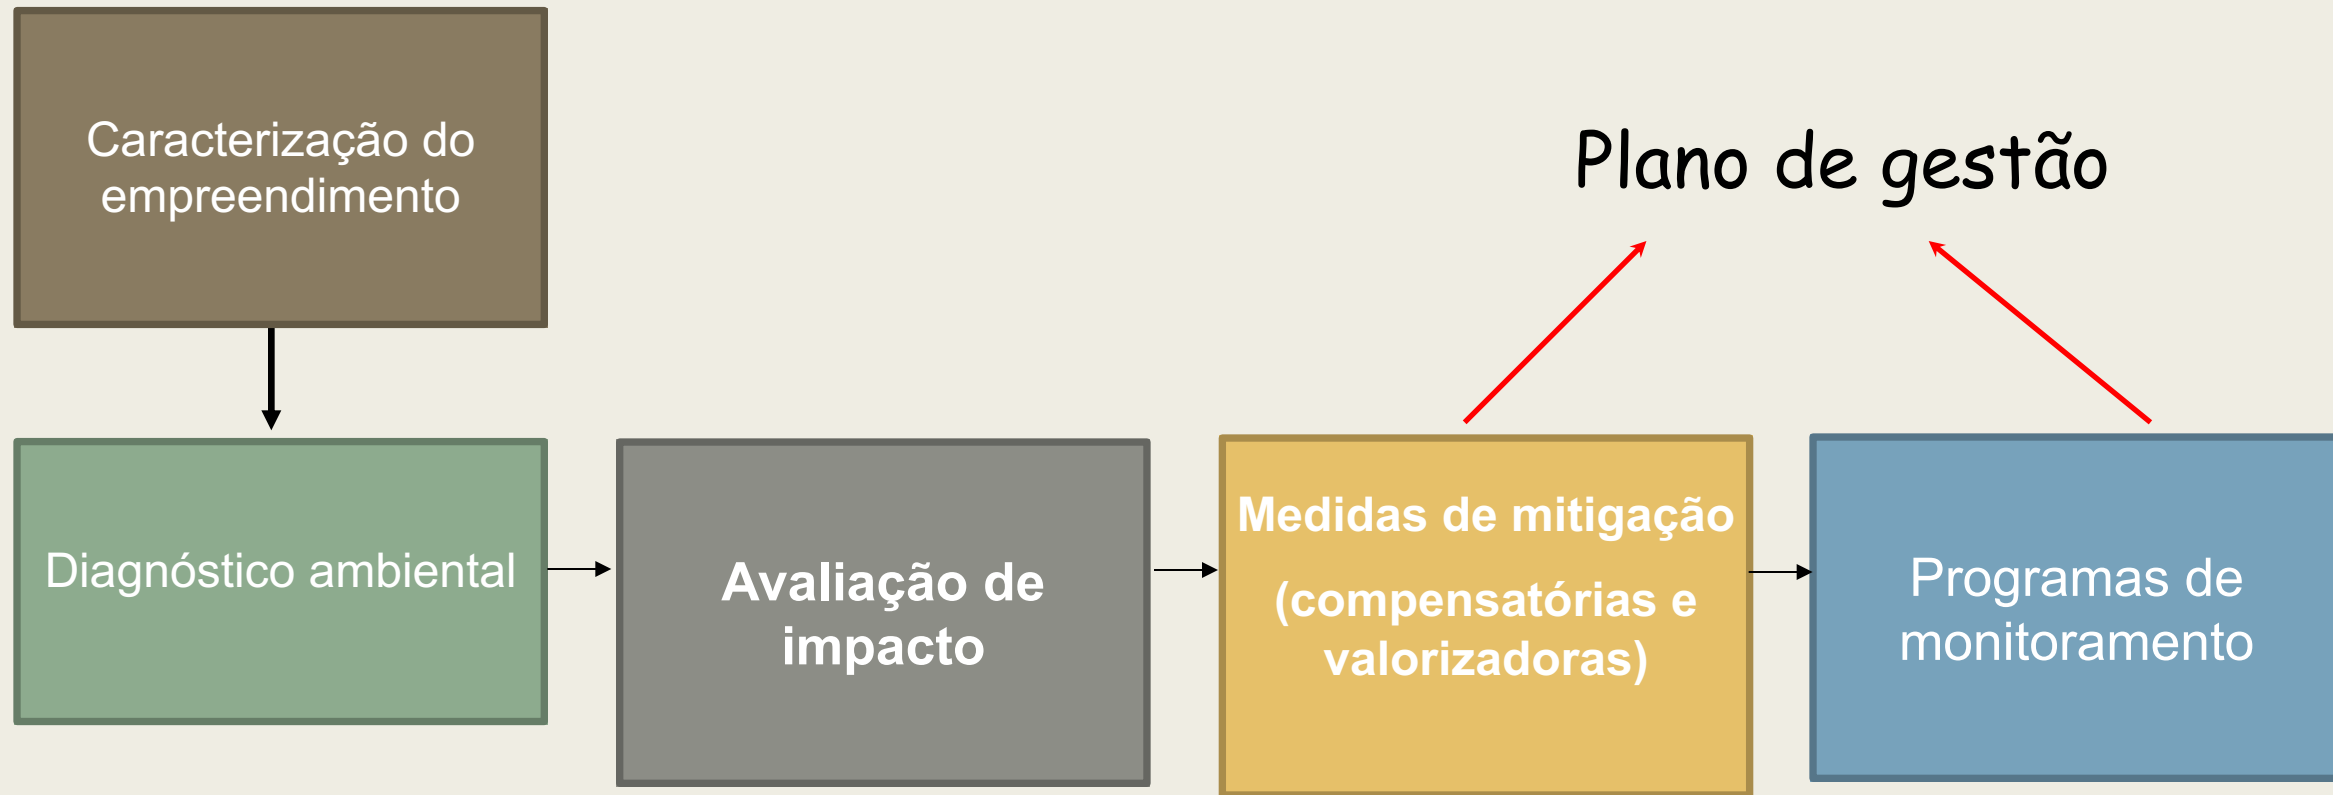 Caracterização do
empreendimento
Plano de gestão
Diagnóstico ambiental
Avaliação de
impacto
Medidas de mitigação
(compensatórias e
valorizadoras)
Programas de
monitoramento